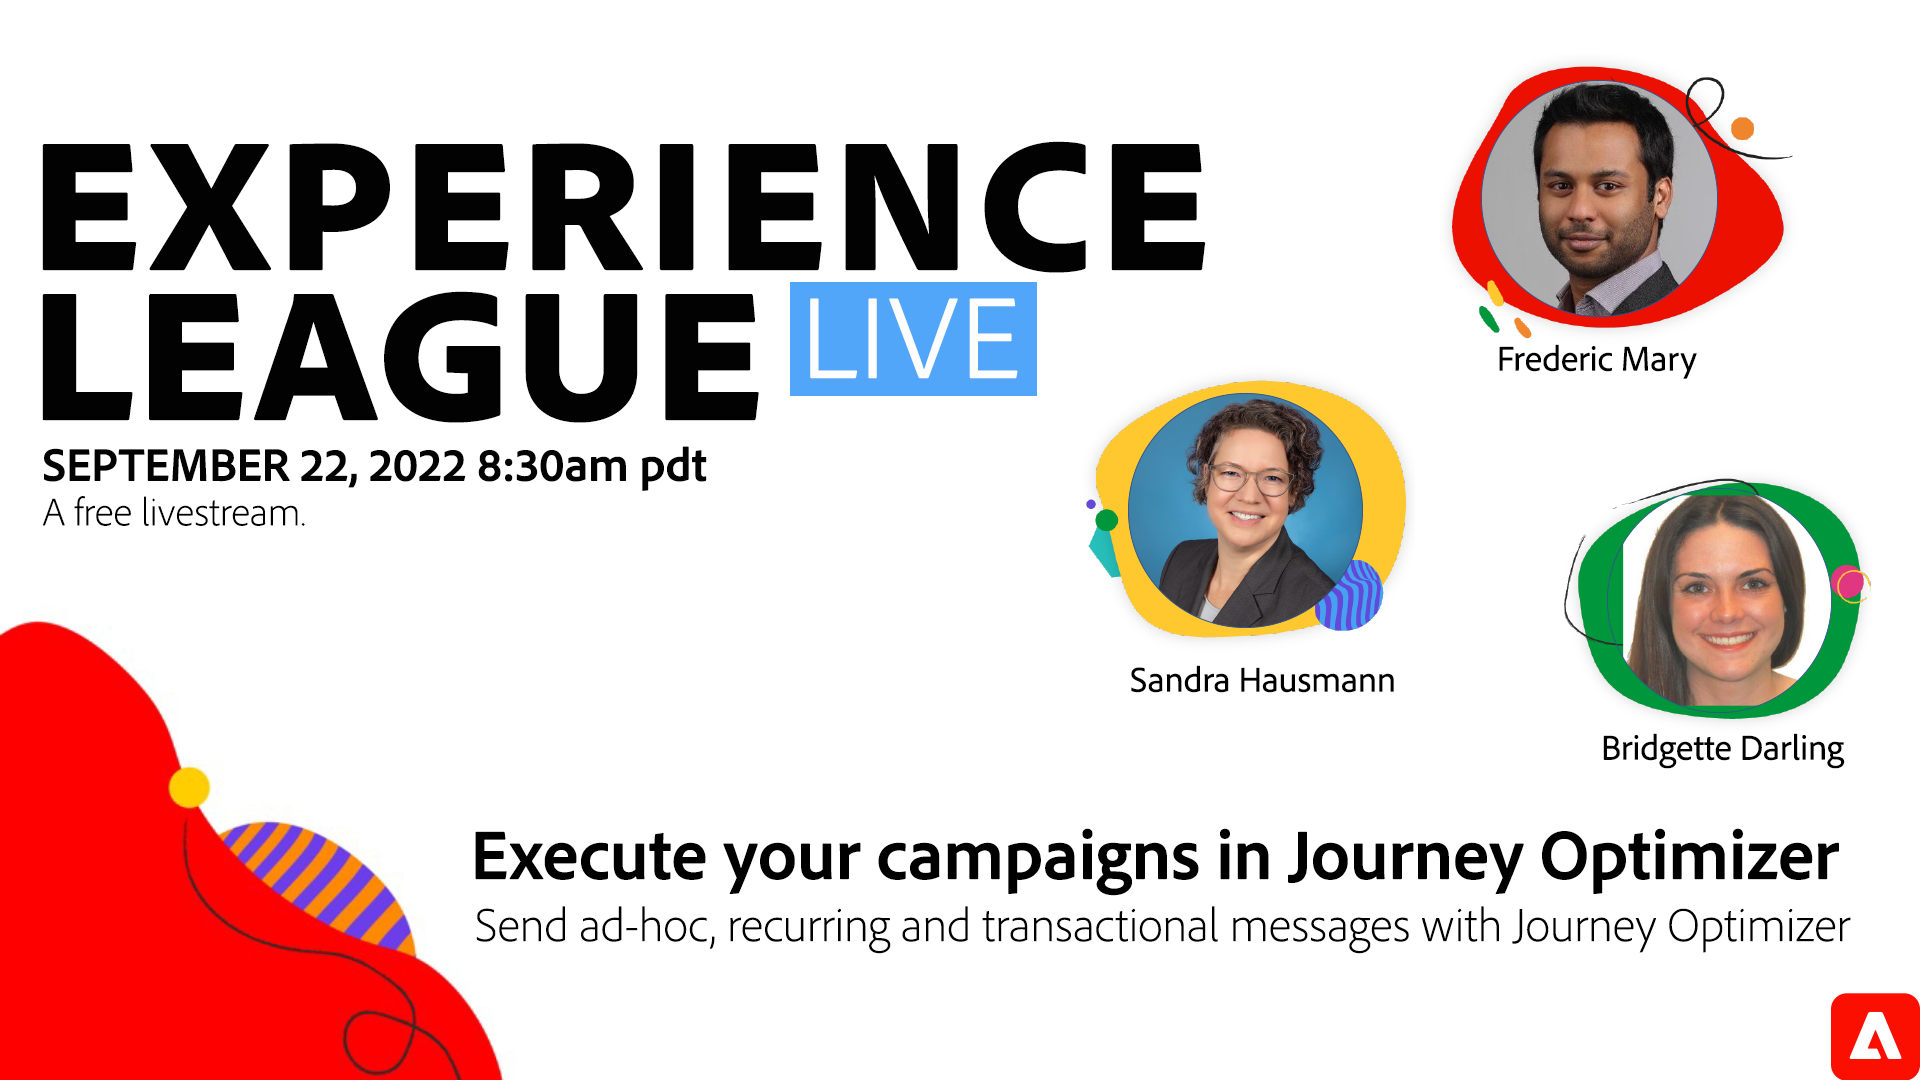 EXPERIENCE
LEAGUE LIVE
SEPTEMBER 22, 2022 8:30am pdt
A free livestream.
Frederic Mary
Sandra Hausmann
Bridgette Darling
Execute your campaigns in Journey Optimizer
Send ad-hoc, recurring and transactional messages with Journey Optimizer